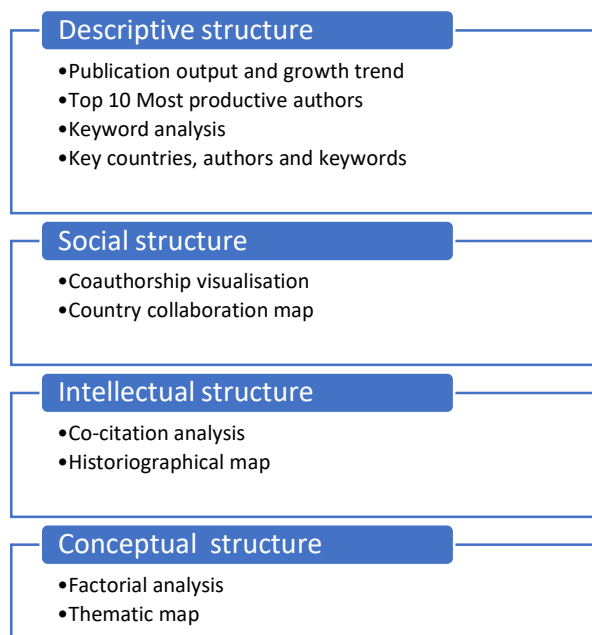 Descriptive structure
•Publication output and growth trend
•Top 10 Most productive authors
•Keyword analysis
•Key countries, authors and keywords
Social structure
•Coauthorship visualisation
•Country collaboration map
Intellectual structure
•Co-citation analysis
•Historiographical map
Conceptual  structure
•Factorial analysis
•Thematic map